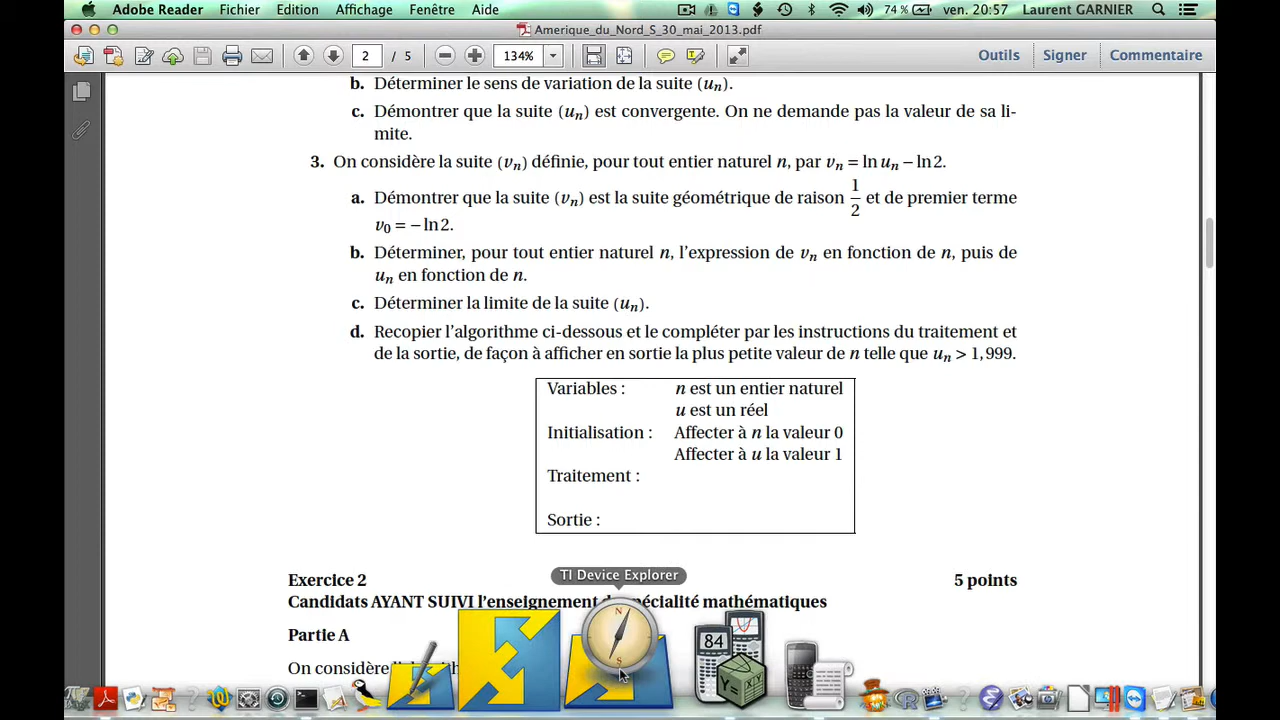 Adobe Reader Fichier Edition Affichage Fenêtre Aide 74 % ven. 20:57 Laurent GARNIER
Amerique_du_Nord_S_30_mai_2013.pdf
2 / 5 134% Outils Signer Commentaire
b. Déterminer le sens de variation de la suite (uₙ).
c. Démontrer que la suite (uₙ) est convergente. On ne demande pas la valeur de sa li-
mite.
3. On considère la suite (vₙ) définie, pour tout entier naturel n, par vₙ = ln uₙ − ln 2.
a. Démontrer que la suite (vₙ) est la suite géométrique de raison 1/2 et de premier terme
v₀ = − ln 2.
b. Déterminer, pour tout entier naturel n, l'expression de vₙ en fonction de n, puis de
uₙ en fonction de n.
c. Déterminer la limite de la suite (uₙ).
d. Recopier l'algorithme ci-dessous et le compléter par les instructions du traitement et
de la sortie, de façon à afficher en sortie la plus petite valeur de n telle que uₙ > 1,999.
Variables : n est un entier naturel
u est un réel
Initialisation : Affecter à n la valeur 0
Affecter à u la valeur 1
Traitement :
Sortie :
TI Device Explorer
Exercice 2 5 points
Candidats AYANT SUIVI l'enseignement de spécialité mathématiques
Partie A
On considère
84
Y=